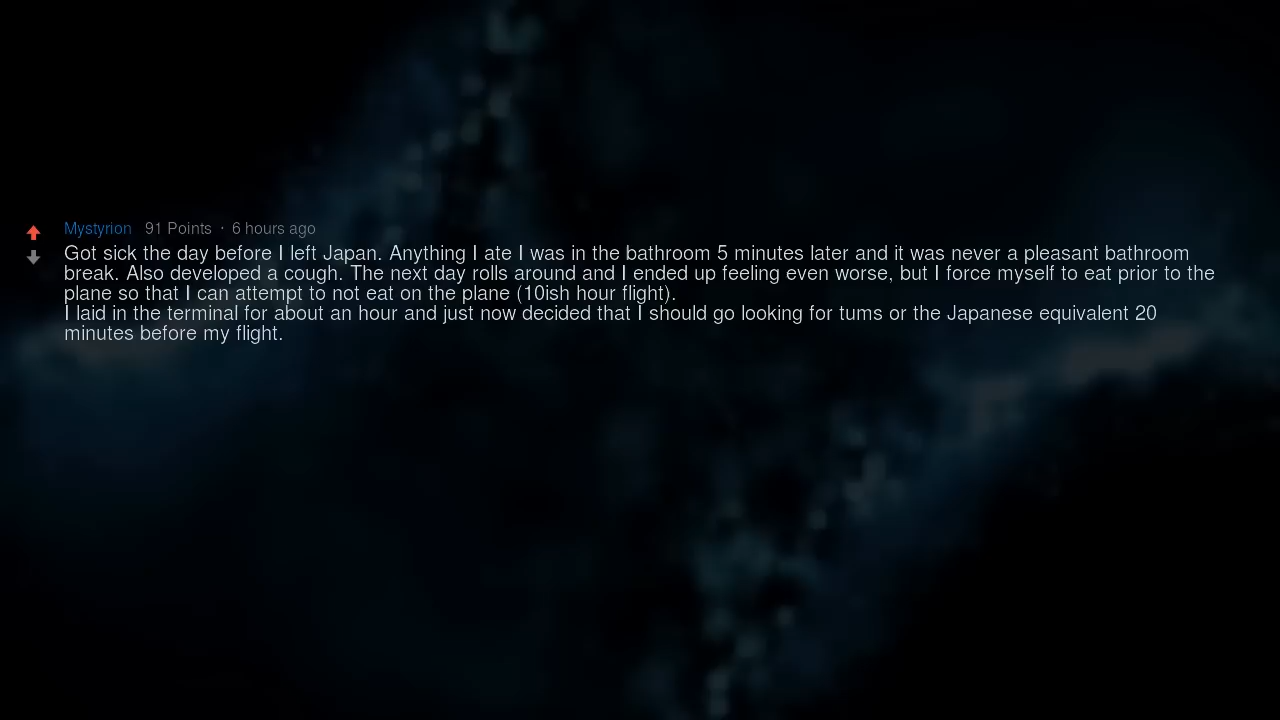 Mystyrion 91 Points · 6 hours ago
Got sick the day before I left Japan. Anything I ate I was in the bathroom 5 minutes later and it was never a pleasant bathroom
break. Also developed a cough. The next day rolls around and I ended up feeling even worse, but I force myself to eat prior to the
plane so that I can attempt to not eat on the plane (10ish hour flight).
I laid in the terminal for about an hour and just now decided that I should go looking for tums or the Japanese equivalent 20
minutes before my flight.